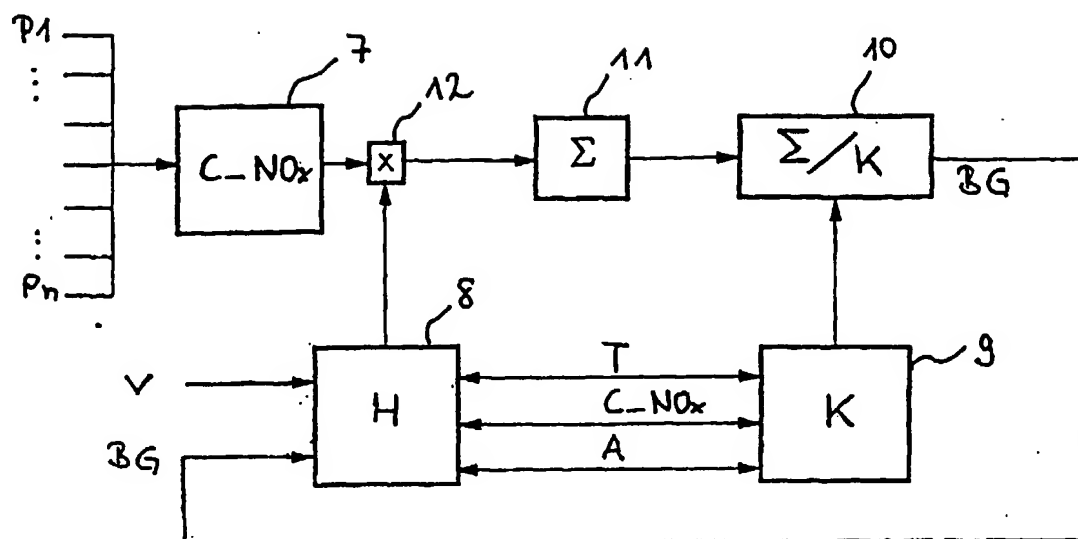 P1
7
12
11
10
⋮
C_NOx
x
Σ
Σ/K
BG
⋮
Pn
8
9
V
H
T
K
C_NOx
BG
A